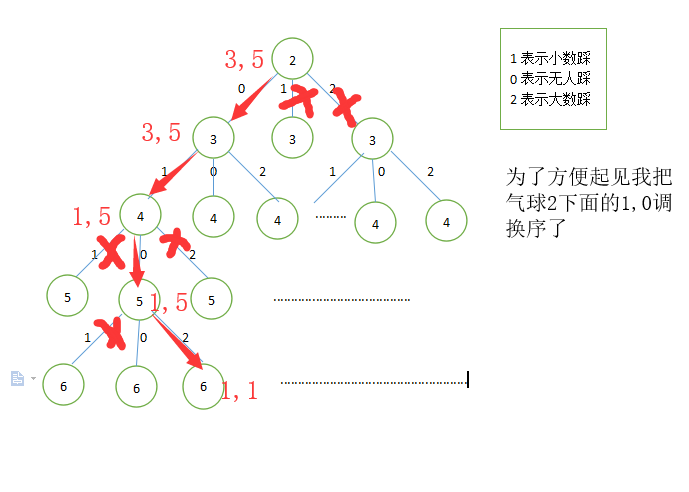 3,5
2
0 1 2
3,5
3 3 3
1 0 2 1 0 2
1,5
4 4 4 ········ 4 4
1 0 2
5 5 1,5 5
1 0 2
6 6 6 1,1
1 表示小数踩
0 表示无人踩
2 表示大数踩
为了方便起见我把
气球2下面的1,0调
换序了